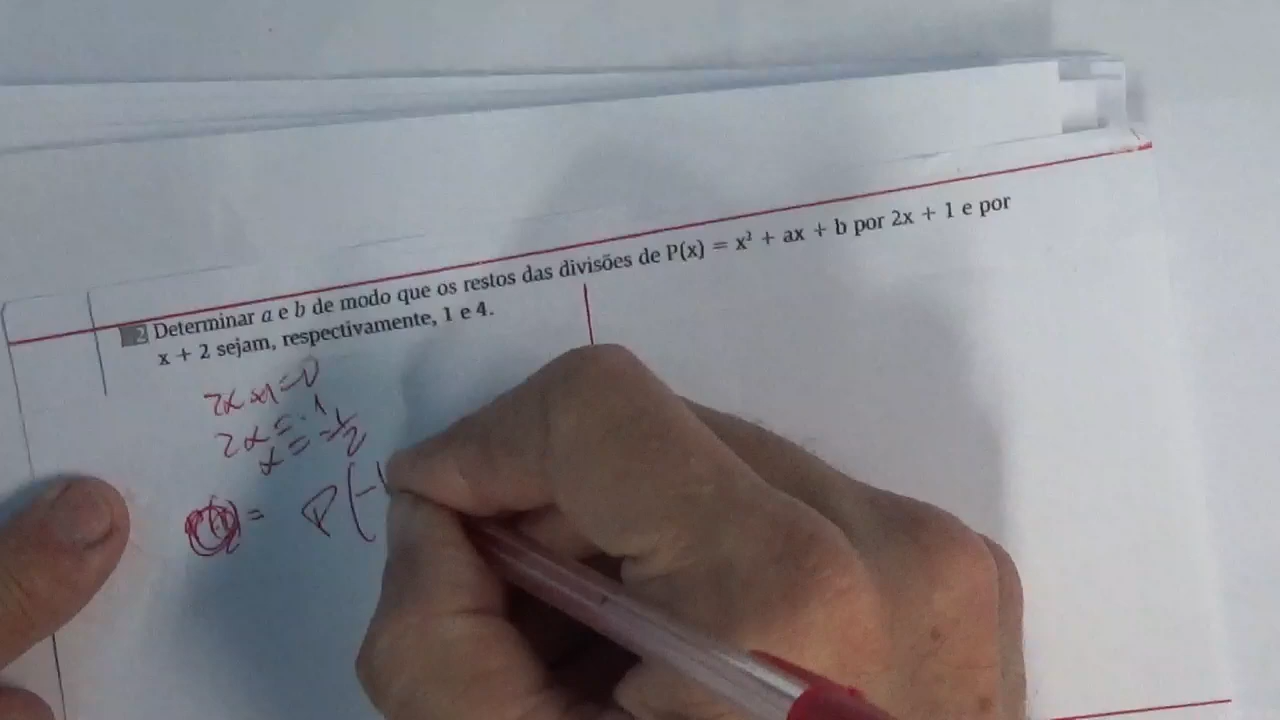 2 Determinar a e b de modo que os restos das divisões de P(x) = x² + ax + b por 2x + 1 e por
x + 2 sejam, respectivamente, 1 e 4.
2x+1=0
2x=-1
x=-1/2
= P(-1